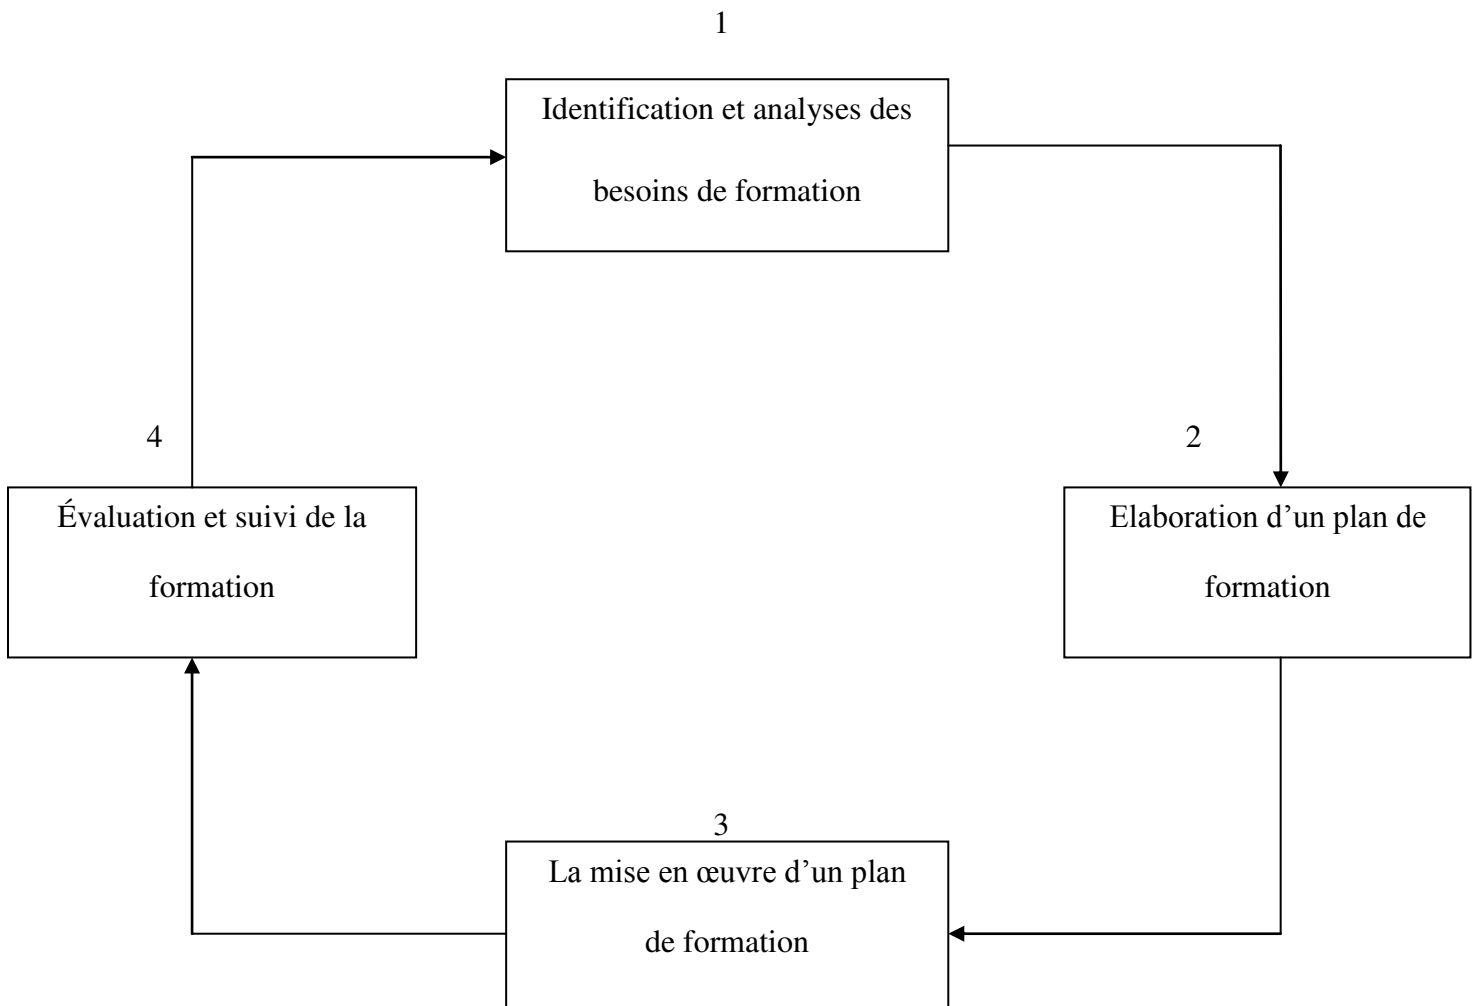 1
Identification et analyses des
besoins de formation
4
2
Évaluation et suivi de la
formation
Elaboration d’un plan de
formation
3
La mise en œuvre d’un plan
de formation